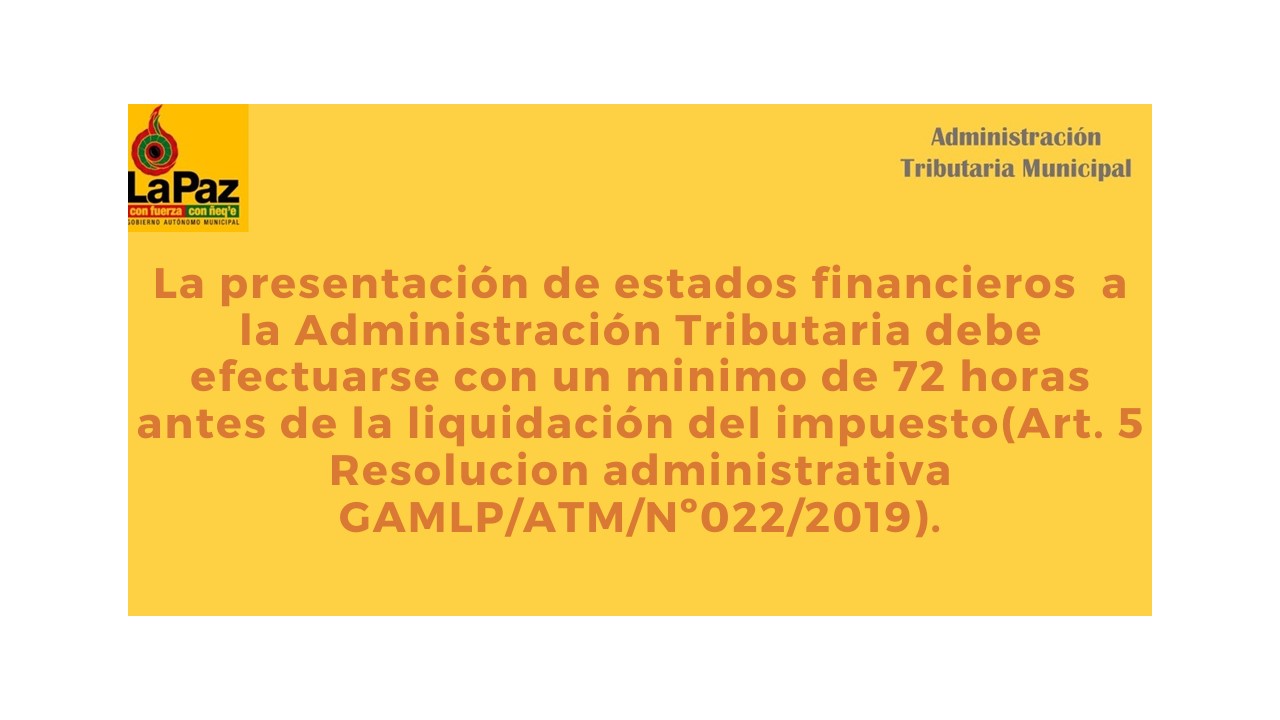 LaPaz
con fuerza con ñeq'e
GOBIERNO AUTÓNOMO MUNICIPAL
Administración
Tributaria Municipal
La presentación de estados financieros  a
la Administración Tributaria debe
efectuarse con un minimo de 72 horas
antes de la liquidación del impuesto(Art. 5
Resolucion administrativa
GAMLP/ATM/Nº022/2019).